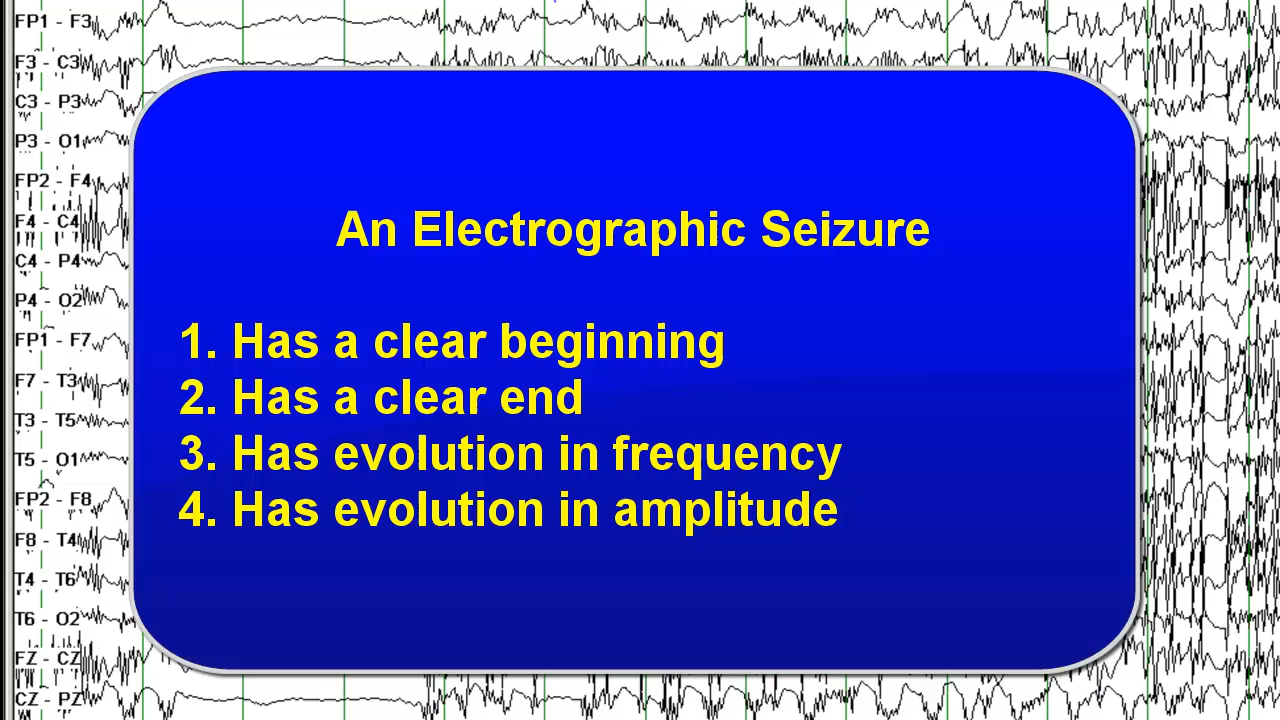 FP1 - F3
F3 - C3
C3 - P3
P3 - O1
FP2 - F4
F4 - C4
C4 - P4
P4 - O2
FP1 - F7
F7 - T3
T3 - T5
T5 - O1
FP2 - F8
F8 - T4
T4 - T6
T6 - O2
FZ - CZ
CZ - PZ
An Electrographic Seizure
1. Has a clear beginning
2. Has a clear end
3. Has evolution in frequency
4. Has evolution in amplitude